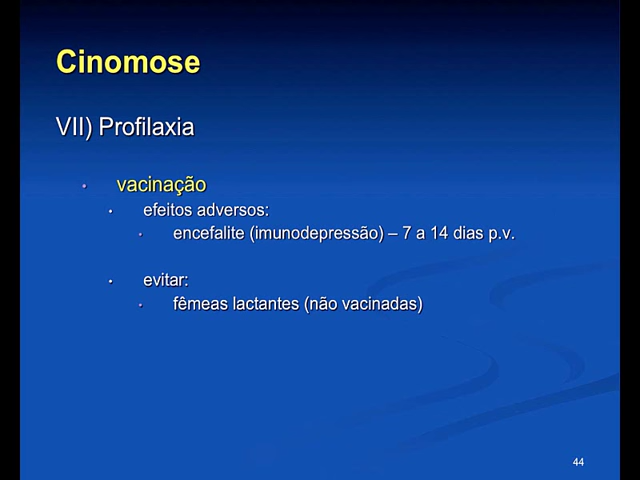 Cinomose
VII) Profilaxia
• vacinação
• efeitos adversos:
• encefalite (imunodepressão) – 7 a 14 dias p.v.
• evitar:
• fêmeas lactantes (não vacinadas)
44